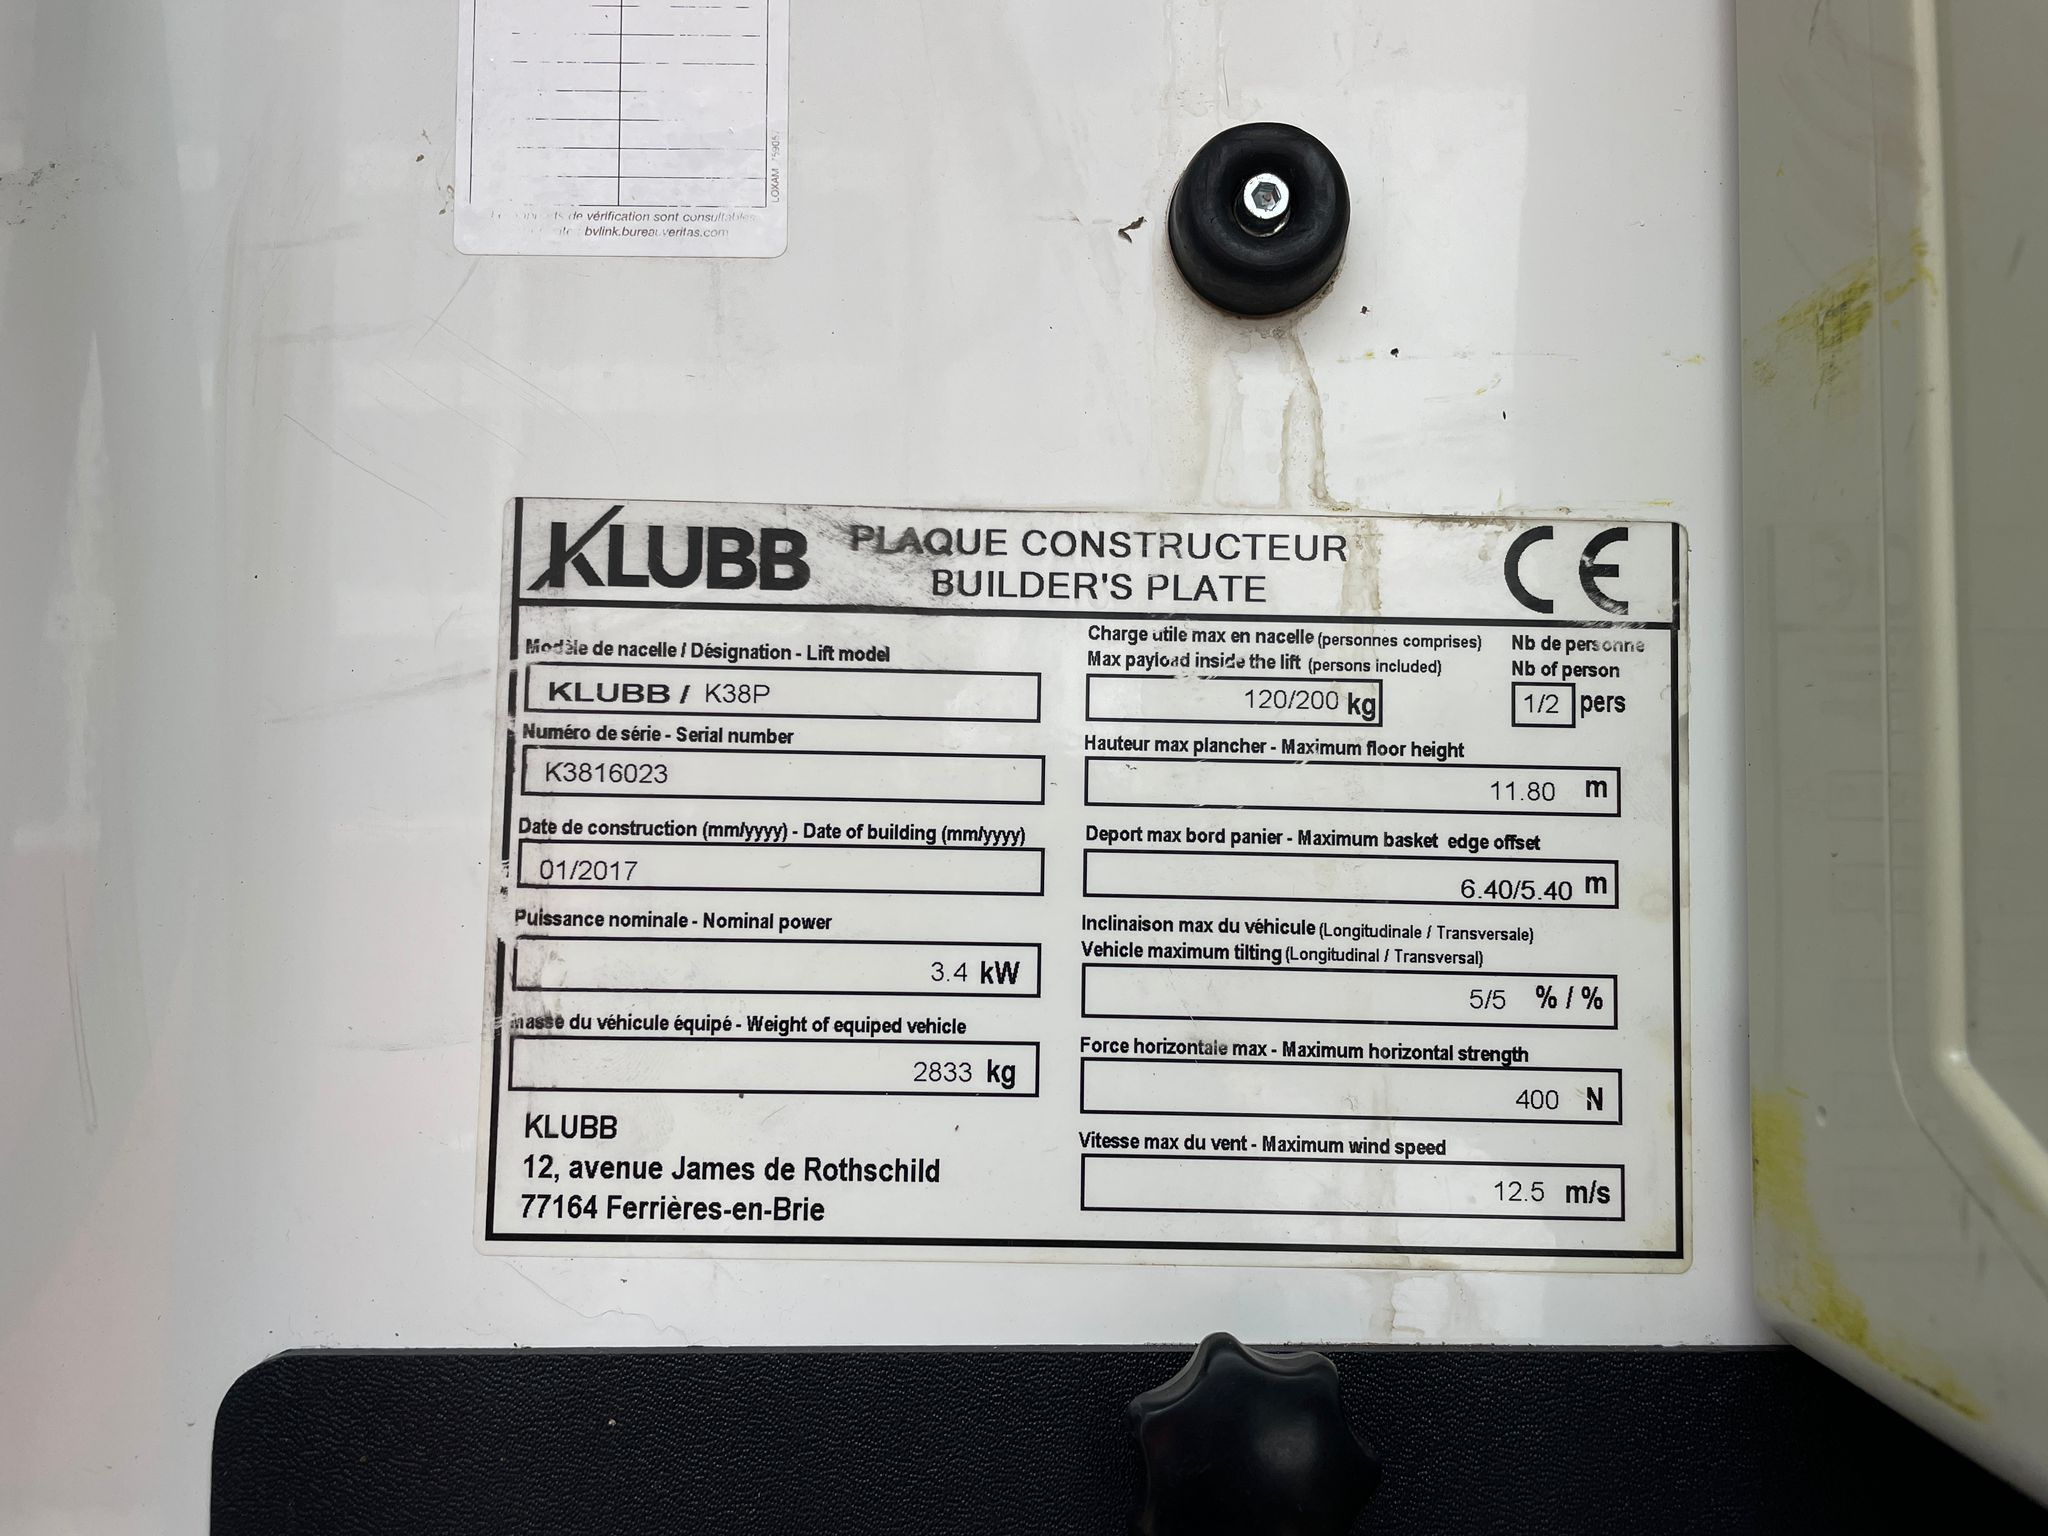 LOXAM
de vérification sont consultables
bvlink.bureauveritas.com
KLUBB
PLAQUE CONSTRUCTEUR
BUILDER'S PLATE
CE
Modèle de nacelle / Désignation - Lift model
KLUBB / K38P
Numéro de série - Serial number
K3816023
Date de construction (mm/yyyy) - Date of building (mm/yyyy)
01/2017
Puissance nominale - Nominal power
3.4 kW
masse du véhicule équipé - Weight of equiped vehicle
2833 kg
KLUBB
12, avenue James de Rothschild
77164 Ferrières-en-Brie
Charge utile max en nacelle (personnes comprises)
Max payload inside the lift (persons included)
120/200 kg
Nb de personne
Nb of person
1/2 pers
Hauteur max plancher - Maximum floor height
11.80 m
Deport max bord panier - Maximum basket edge offset
6.40/5.40 m
Inclinaison max du véhicule (Longitudinale / Transversale)
Vehicle maximum tilting (Longitudinal / Transversal)
5/5 % / %
Force horizontale max - Maximum horizontal strength
400 N
Vitesse max du vent - Maximum wind speed
12.5 m/s